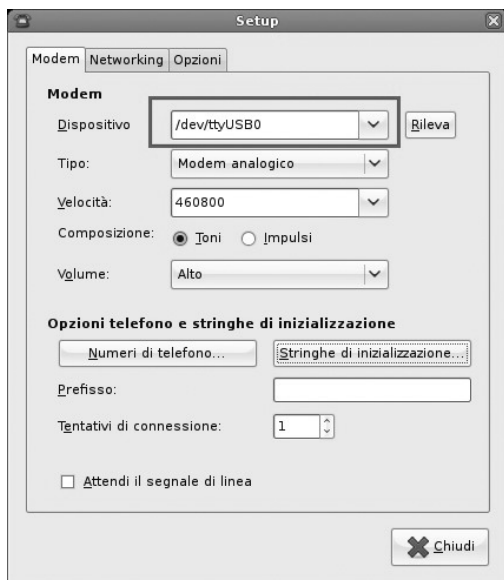 Setup
Modem Networking Opzioni
Modem
Dispositivo /dev/ttyUSB0 Rileva
Tipo: Modem analogico
Velocità: 460800
Composizione: Toni Impulsi
Volume: Alto
Opzioni telefono e stringhe di inizializzazione
Numeri di telefono... Stringhe di inizializzazione...
Prefisso:
Tentativi di connessione: 1
Attendi il segnale di linea
Chiudi